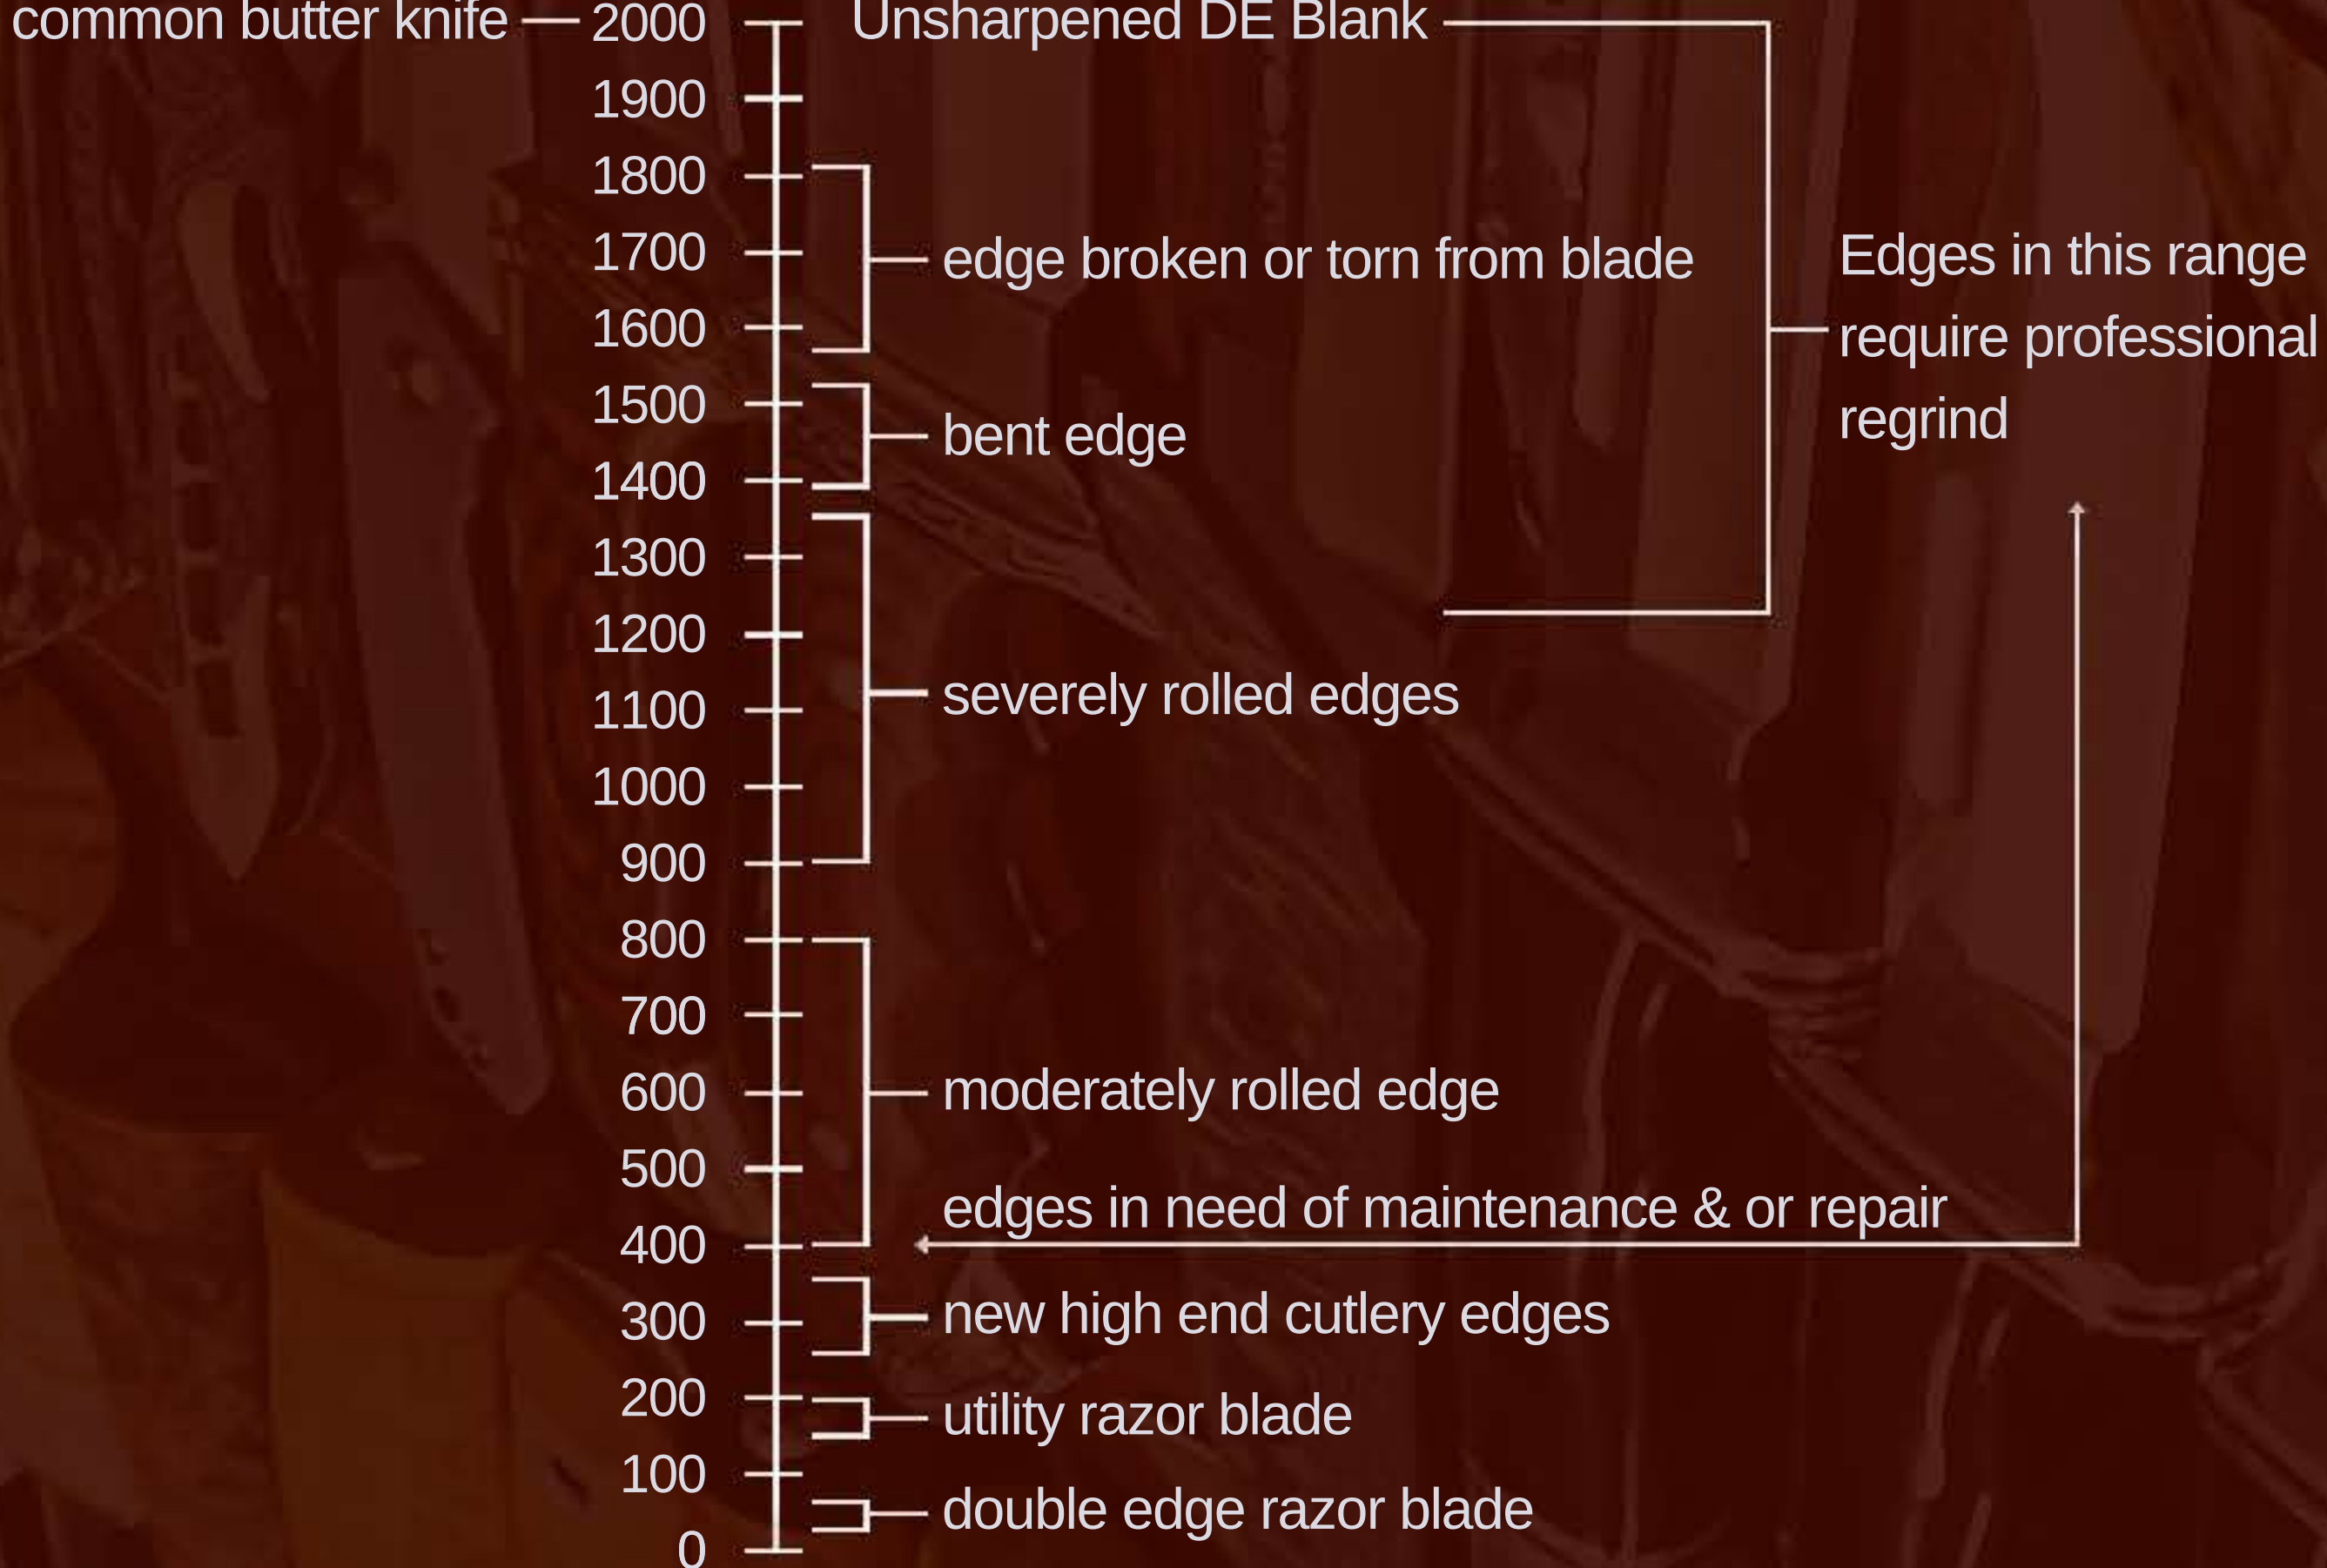 common butter knife
2000
Unsharpened DE Blank
1900
1800
1700
edge broken or torn from blade
Edges in this range
require professional
regrind
1600
1500
bent edge
1400
1300
1200
severely rolled edges
1100
1000
900
800
700
moderately rolled edge
600
500
edges in need of maintenance & or repair
400
new high end cutlery edges
300
200
utility razor blade
100
double edge razor blade
0